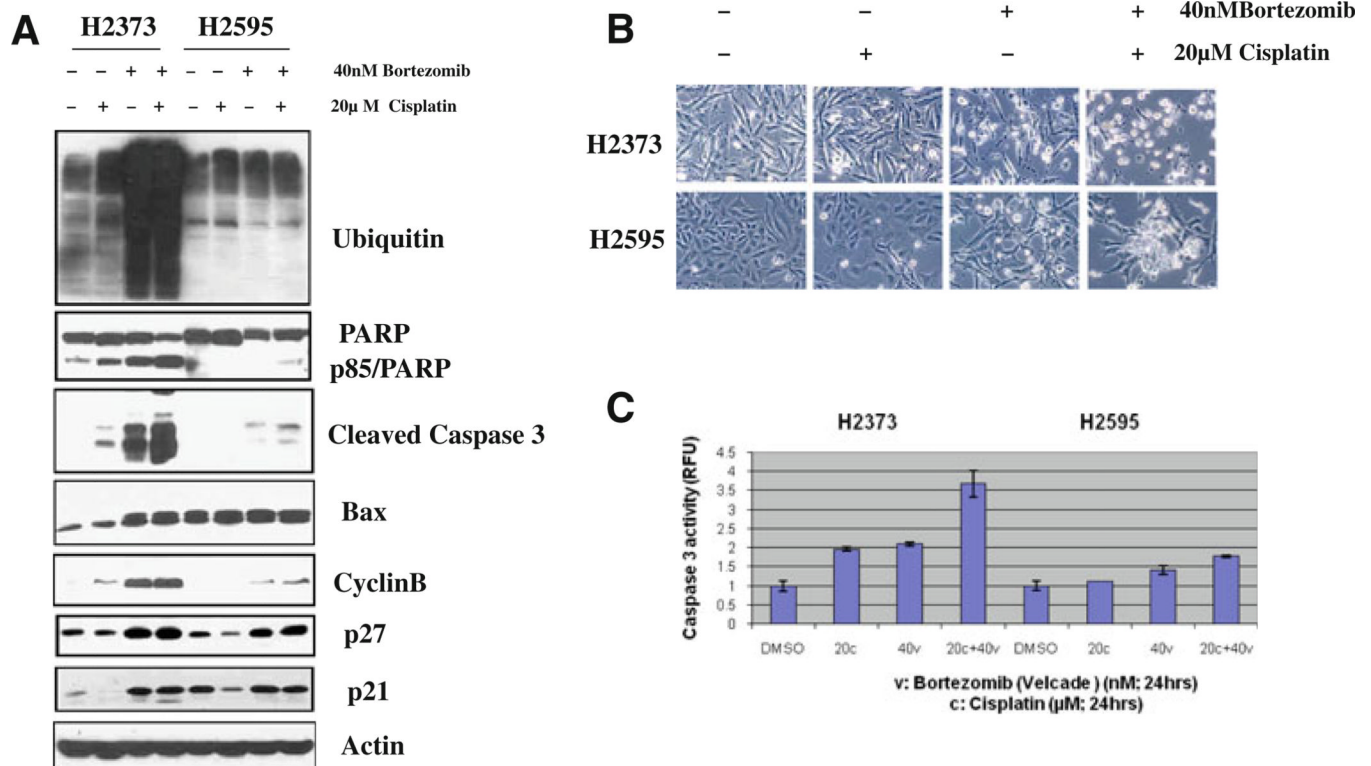 A
H2373 H2595
– – + + – – + + 40nM Bortezomib
– + – + – + – + 20µ M Cisplatin
Ubiquitin
PARP
p85/PARP
Cleaved Caspase 3
Bax
CyclinB
p27
p21
Actin
B
– – + + 40nMBortezomib
– + – + 20µM Cisplatin
H2373
H2595
C
H2373 H2595
Caspase 3 activity (RFU)
4.5
4
3.5
3
2.5
2
1.5
1
0.5
0
DMSO 20c 40v 20c+40v DMSO 20c 40v 20c+40v
v: Bortezomib (Velcade ) (nM; 24hrs)
c: Cisplatin (µM; 24hrs)